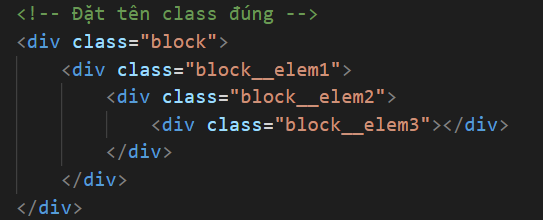 <!-- Đặt tên class đúng -->
<div class="block">
<div class="block__elem1">
<div class="block__elem2">
<div class="block__elem3"></div>
</div>
</div>
</div>